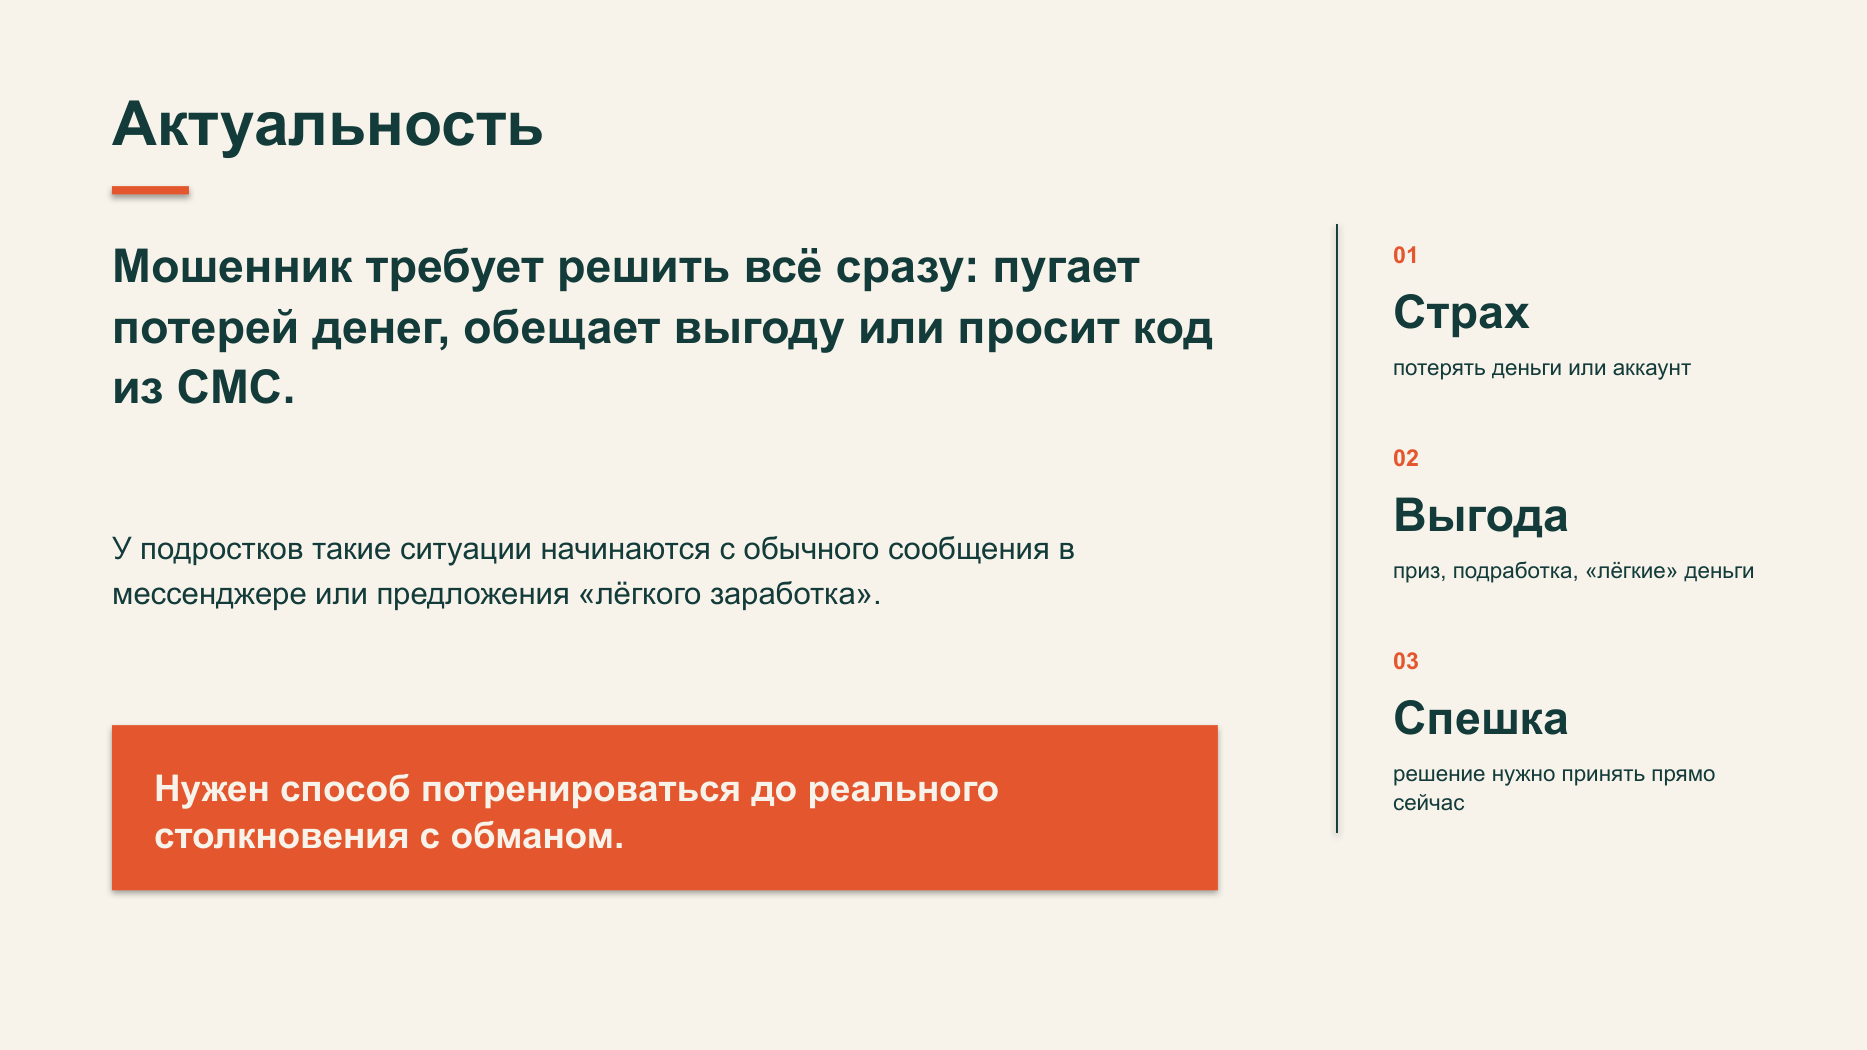 Актуальность
Мошенник требует решить всё сразу: пугает
потерей денег, обещает выгоду или просит код
из СМС.
У подростков такие ситуации начинаются с обычного сообщения в
мессенджере или предложения «лёгкого заработка».
Нужен способ потренироваться до реального
столкновения с обманом.
01
Страх
потерять деньги или аккаунт
02
Выгода
приз, подработка, «лёгкие» деньги
03
Спешка
решение нужно принять прямо
сейчас